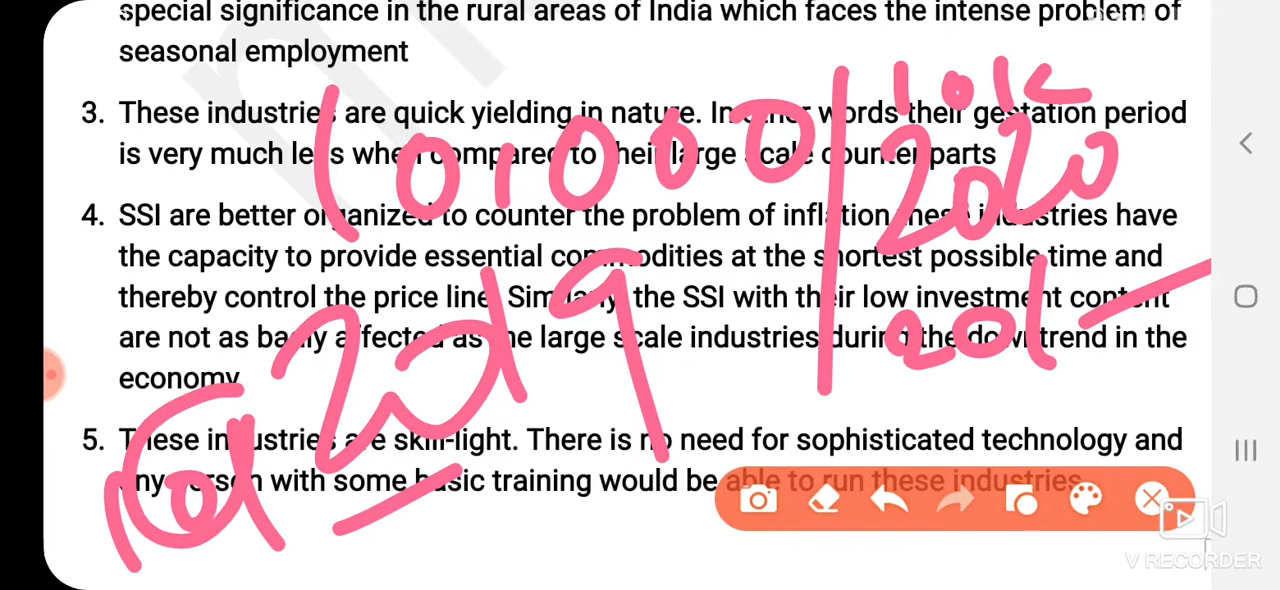 special significance in the rural areas of India which faces the intense problem of
seasonal employment
3. These industries are quick yielding in nature. In other words their gestation period
is very much less when compared to their large scale counterparts
4. SSI are better organized to counter the problem of inflation these industries have
the capacity to provide essential commodities at the shortest possible time and
thereby control the price line. Similarly, the SSI with their low investment content
are not as badly affected as the large scale industries during the downtrend in the
economy
5. These industries are skill-light. There is no need for sophisticated technology and
any person with some basic training would be able to run these industries
10,000
10k
2020
201-
2019
V RECORDER